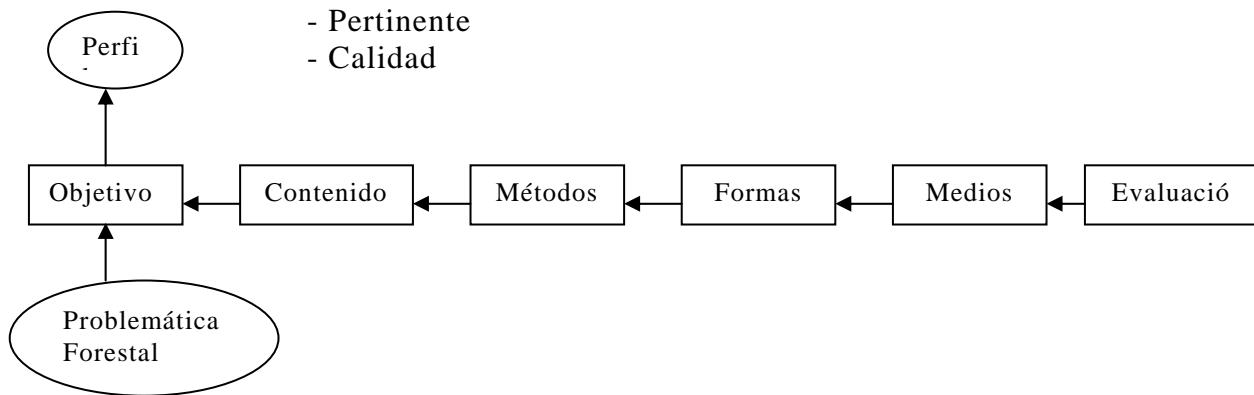 - Pertinente
Perfi
- Calidad
Objetivo
Contenido
Métodos
Formas
Medios
Evaluació
Problemática
Forestal